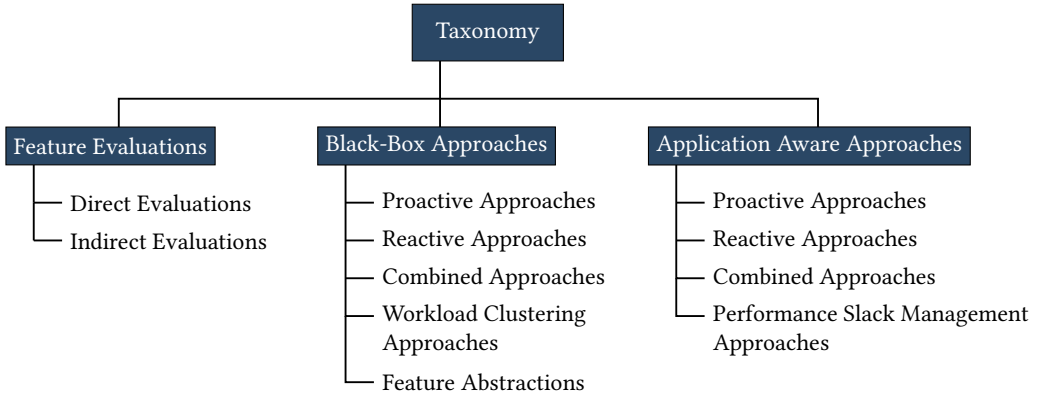 Taxonomy
Feature Evaluations
Direct Evaluations
Indirect Evaluations
Black-Box Approaches
Proactive Approaches
Reactive Approaches
Combined Approaches
Workload Clustering
Approaches
Feature Abstractions
Application Aware Approaches
Proactive Approaches
Reactive Approaches
Combined Approaches
Performance Slack Management
Approaches